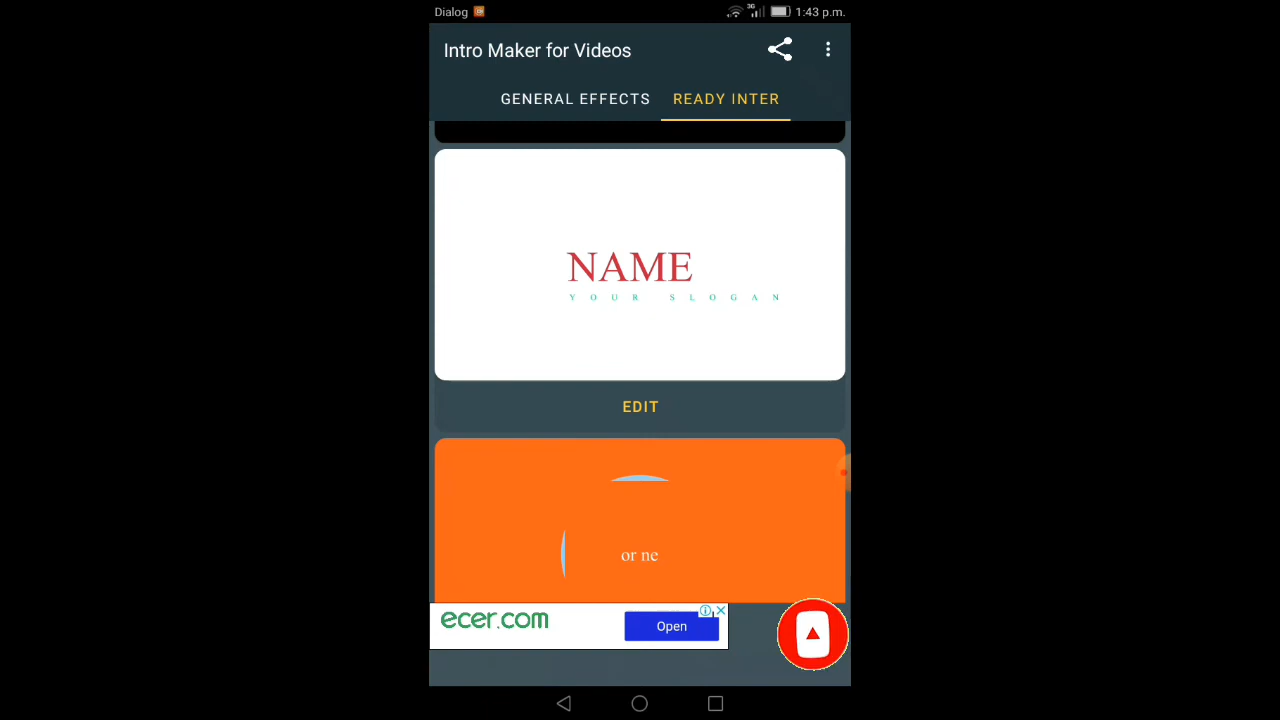 Dialog
3G 1:43 p.m.
Intro Maker for Videos
GENERAL EFFECTS READY INTER
NAME
YOUR SLOGAN
EDIT
or ne
ecer.com
Open